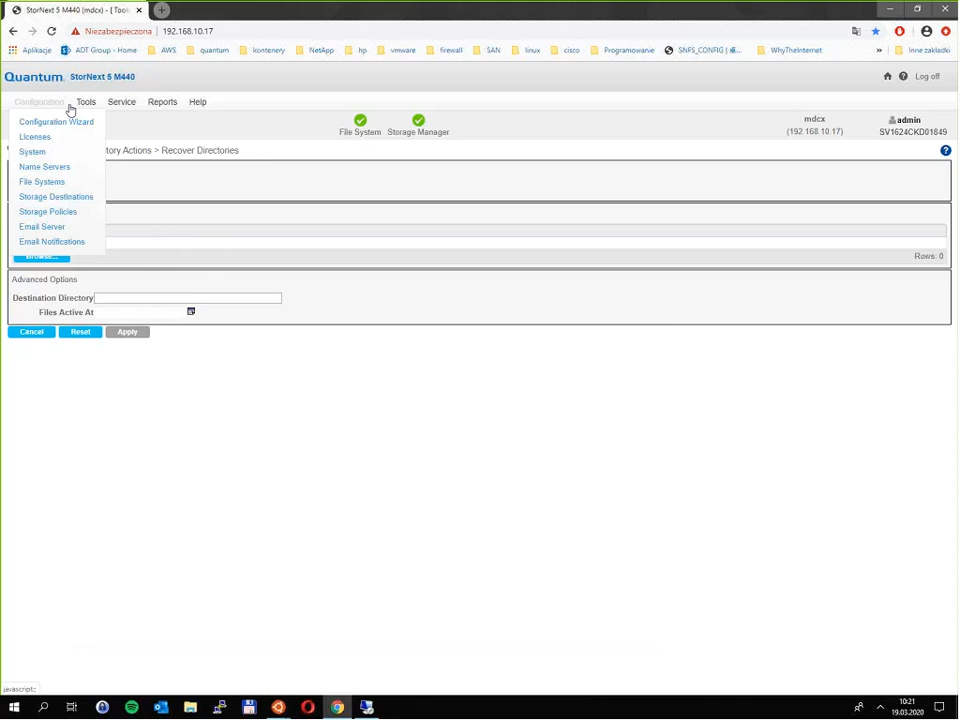 StorNext 5 M440 (mdcx) - [ Tools
Niezabezpieczona 192.168.10.17
Aplikacje ADT Group - Home AWS quantum kontenery NetApp hp vmware firewall SAN linux cisco Programowanie SNFS_CONFIG | WhyTheInternet » Inne zakładki
Quantum. StorNext 5 M440 Log off
Configuration Tools Service Reports Help
Configuration Wizard
Licenses
System
Name Servers
File Systems
Storage Destinations
Storage Policies
Email Server
Email Notifications
File System Storage Manager
mdcx
(192.168.10.17)
admin
SV1624CKD01849
tory Actions > Recover Directories
Browse... Rows: 0
Advanced Options
Destination Directory
Files Active At
Cancel Reset Apply
javascript:;
10:21
19.03.2020